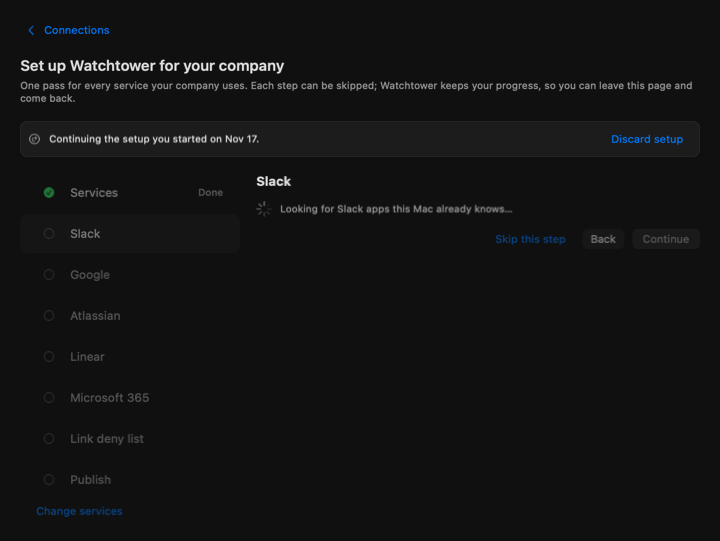 Connections
Set up Watchtower for your company
One pass for every service your company uses. Each step can be skipped; Watchtower keeps your progress, so you can leave this page and
come back.
Continuing the setup you started on Nov 17.
Discard setup
Services
Done
Slack
Google
Atlassian
Linear
Microsoft 365
Link deny list
Publish
Change services
Slack
Looking for Slack apps this Mac already knows...
Skip this step
Back
Continue